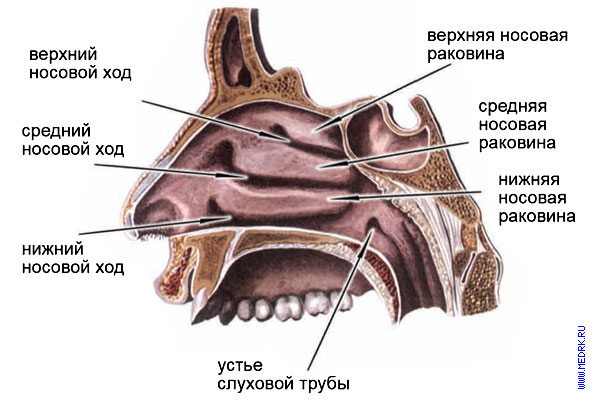 верхний
носовой ход
средний
носовой ход
нижний
носовой ход
верхняя носовая
раковина
средняя
носовая
раковина
нижняя
носовая
раковина
устье
слуховой трубы
WWW.MEDRK.RU